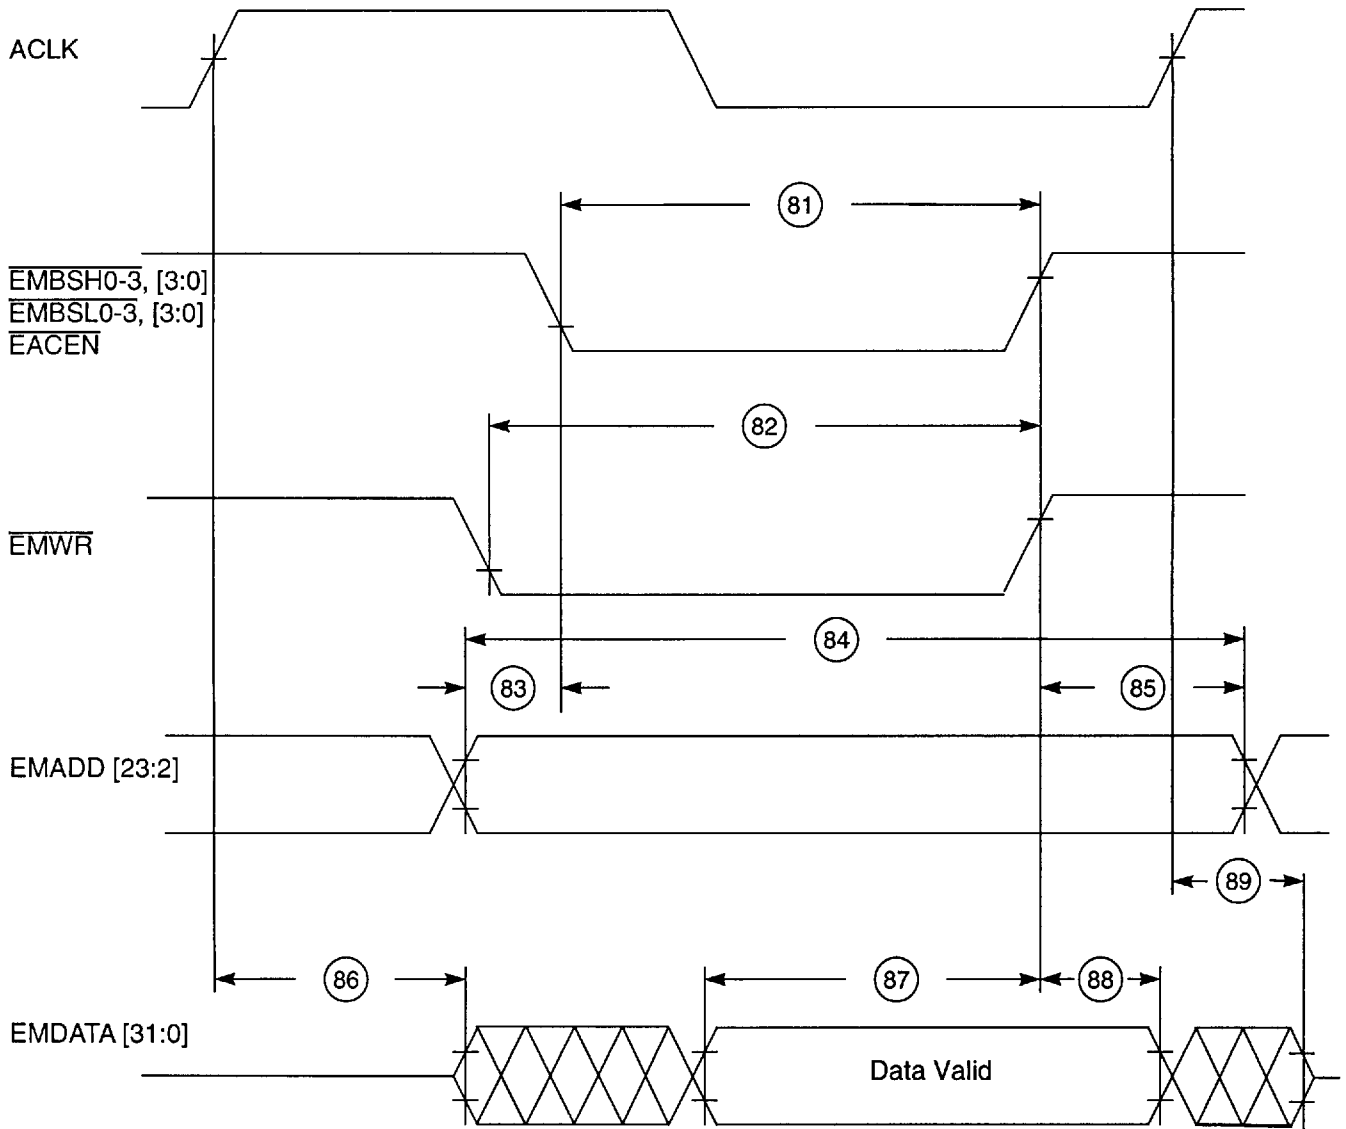 ACLK
81
EMBSH0-3, [3:0]
EMBSL0-3, [3:0]
EACEN
82
EMWR
84
83
85
EMADD [23:2]
89
86
87
88
EMDATA [31:0]
Data Valid